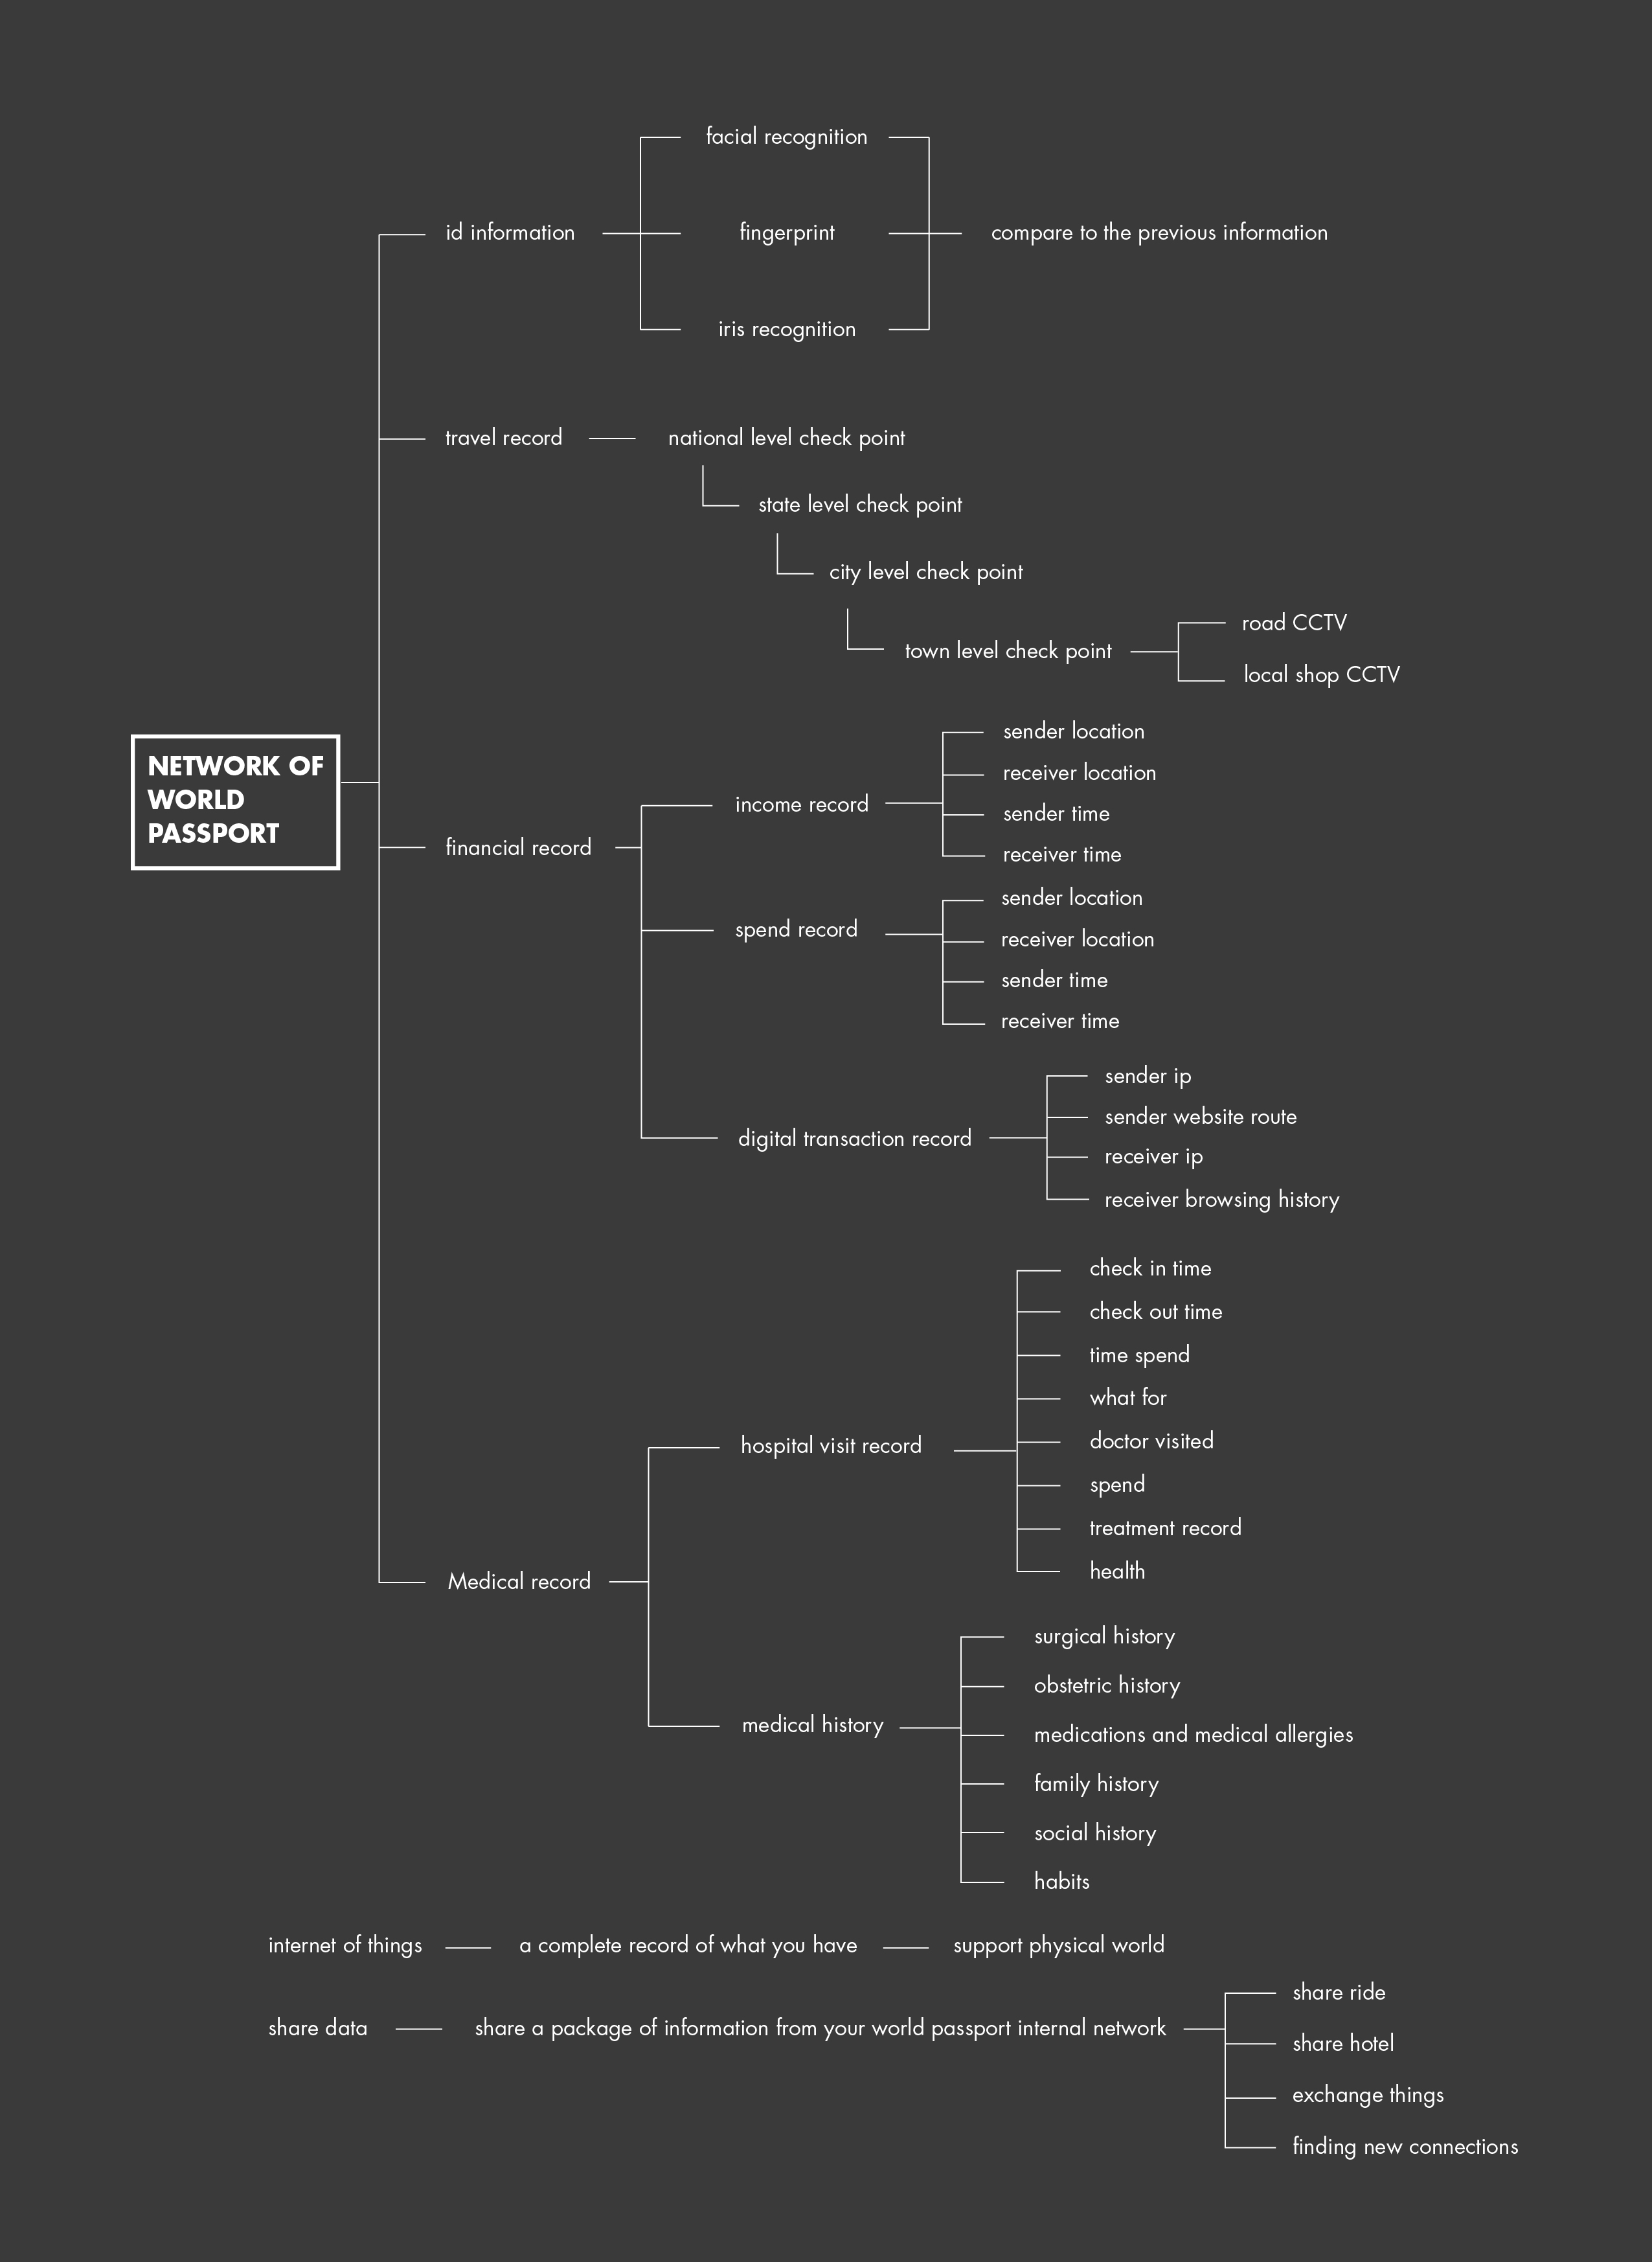 facial recognition
id information
fingerprint
compare to the previous information
iris recognition
travel record
national level check point
state level check point
city level check point
town level check point
road CCTV
local shop CCTV
NETWORK OF
WORLD
PASSPORT
financial record
income record
sender location
receiver location
sender time
receiver time
spend record
sender location
receiver location
sender time
receiver time
digital transaction record
sender ip
sender website route
receiver ip
receiver browsing history
Medical record
hospital visit record
check in time
check out time
time spend
what for
doctor visited
spend
treatment record
health
medical history
surgical history
obstetric history
medications and medical allergies
family history
social history
habits
internet of things
a complete record of what you have
support physical world
share data
share a package of information from your world passport internal network
share ride
share hotel
exchange things
finding new connections